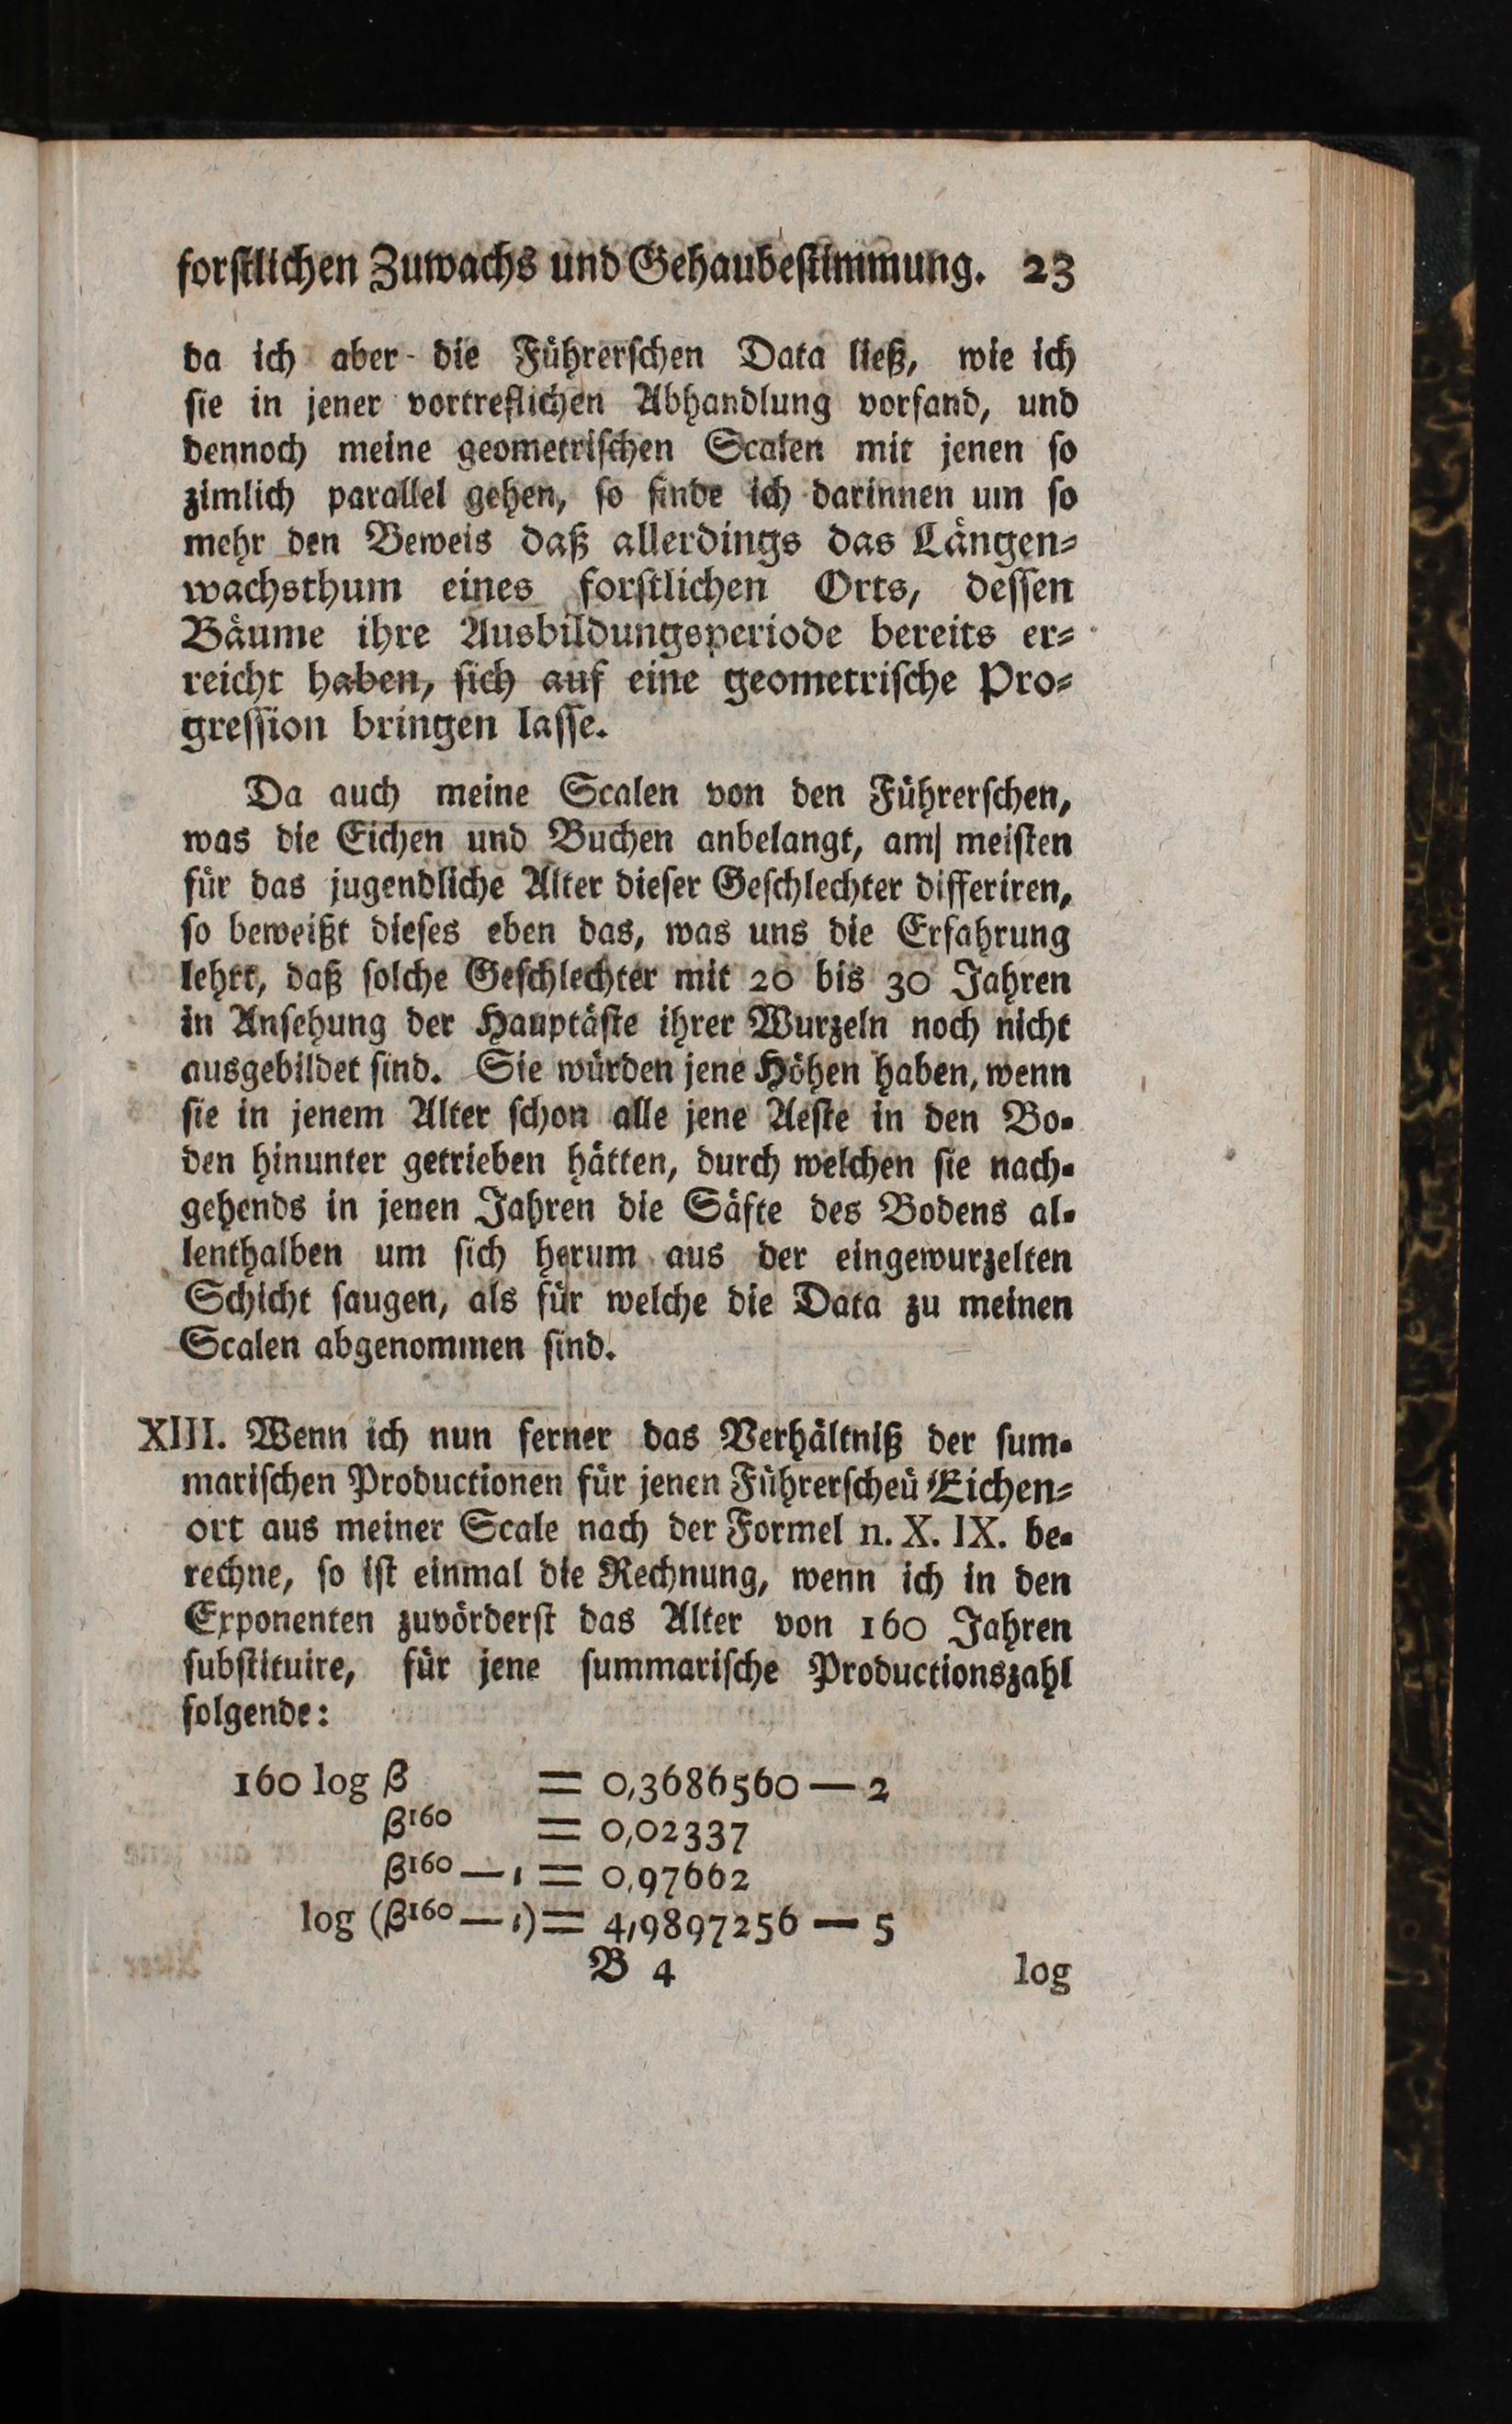 forſtlichen Zuwachs und Gehaubeſtimmung. 23
da ich aber die Führerſchen Data ließ, wie ich
ſie in jener vortreflichen Abhandlung vorfand, und
dennoch meine geometriſchen Scalen mit jenen ſo
zimlich parallel gehen, ſo finde ich darinnen um ſo
mehr den Beweis daß allerdings das Längen⸗
wachsthum eines forſtlichen Orts, deſſen
Bäume ihre Ausbildungsperiode bereits er⸗
reicht haben, ſich auf eine geometriſche Pro⸗
greſſion bringen laſſe.
Da auch meine Scalen von den Führerſchen,
was die Eichen und Buchen anbelangt, am| meiſten
für das jugendliche Alter dieſer Geſchlechter differiren,
ſo beweißt dieſes eben das, was uns die Erfahrung
lehrt, daß ſolche Geſchlechter mit 20 bis 30 Jahren
in Anſehung der Hauptäſte ihrer Wurzeln noch nicht
ausgebildet ſind. Sie würden jene Höhen haben, wenn
ſie in jenem Alter ſchon alle jene Aeſte in den Bo-
den hinunter getrieben hätten, durch welchen ſie nach-
gehends in jenen Jahren die Säfte des Bodens al-
lenthalben um ſich herum aus der eingewurzelten
Schicht ſaugen, als für welche die Data zu meinen
Scalen abgenommen ſind.
XIII. Wenn ich nun ferner das Verhältniß der ſum-
mariſchen Productionen für jenen Führerſcheü Eichen⸗
ort aus meiner Scale nach der Formel n. X. IX. be-
rechne, ſo iſt einmal die Rechnung, wenn ich in den
Exponenten zuvörderſt das Alter von 160 Jahren
ſubſtituire, für jene ſummariſche Productionszahl
folgende:
160 log β = 0,3686560 — 2
β¹⁶⁰ = 0,02337
β¹⁶⁰ — 1 = 0,97662
log (β¹⁶⁰ — 1) = 4,9897256 — 5
B 4 log